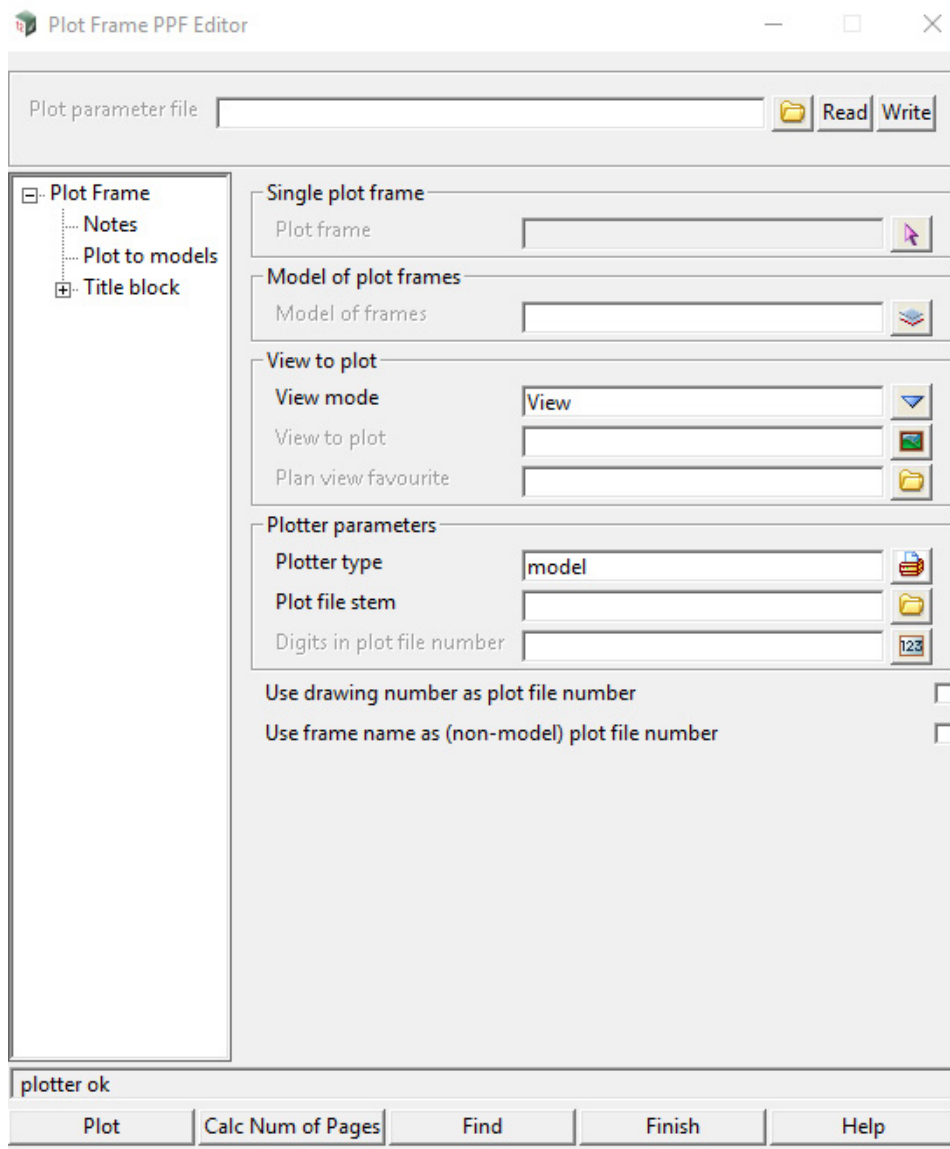 Plot Frame PPF Editor
Plot parameter file Read Write
Plot Frame
Notes
Plot to models
Title block
Single plot frame
Plot frame
Model of plot frames
Model of frames
View to plot
View mode View
View to plot
Plan view favourite
Plotter parameters
Plotter type model
Plot file stem
Digits in plot file number 123
Use drawing number as plot file number
Use frame name as (non-model) plot file number
plotter ok
Plot Calc Num of Pages Find Finish Help